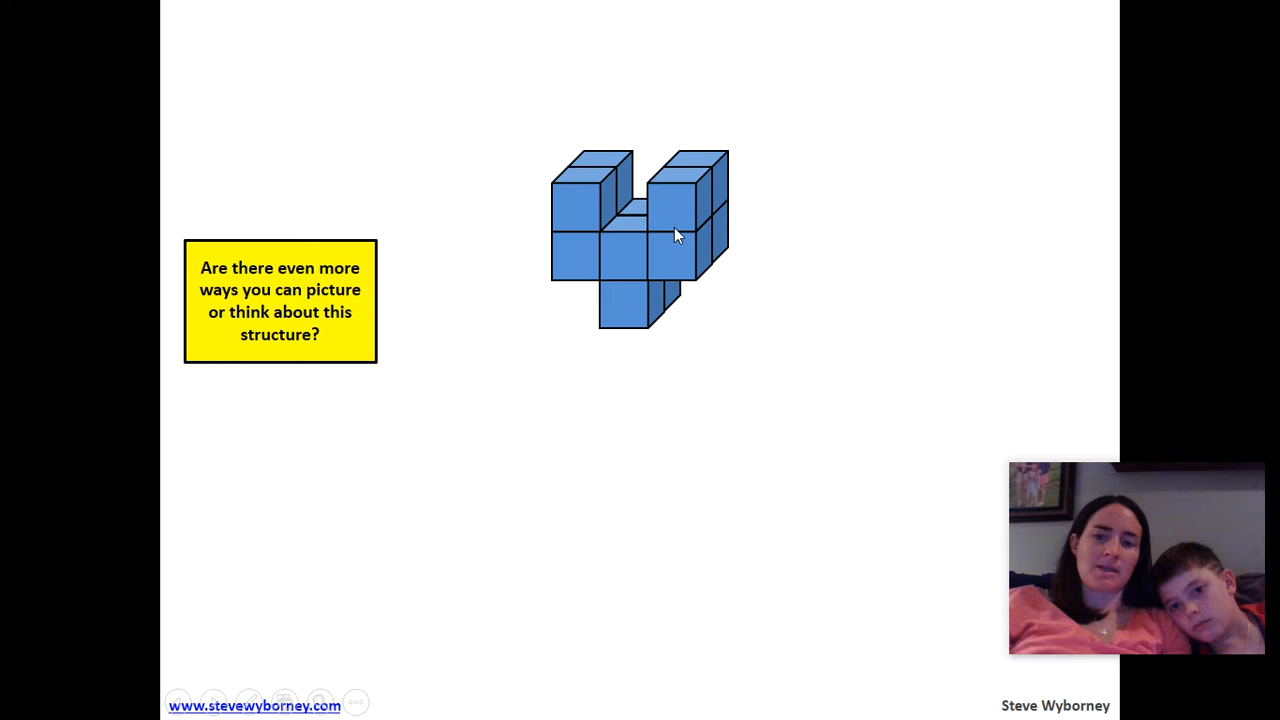 Are there even more
ways you can picture
or think about this
structure?
www.stevewyborney.com
Steve Wyborney